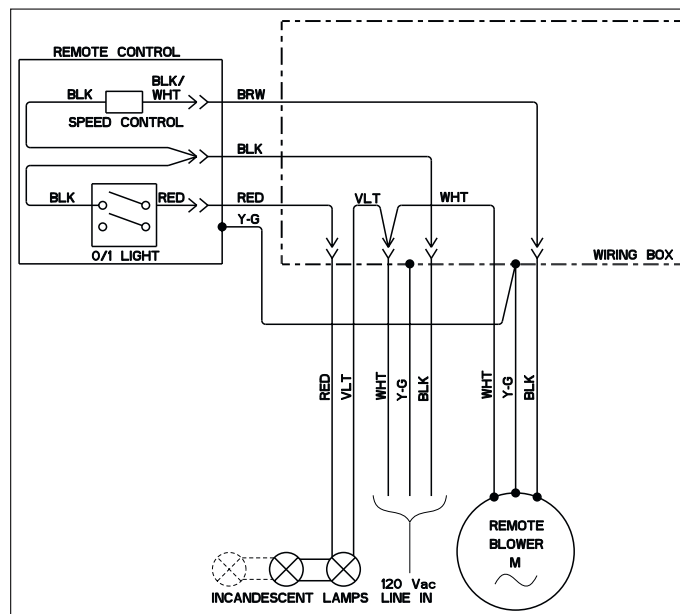 REMOTE CONTROL
BLK
BLK/
WHT
BRW
SPEED CONTROL
BLK
BLK
RED
RED
VLT
WHT
Y-G
0/1 LIGHT
WIRING BOX
RED
VLT
WHT
Y-G
BLK
WHT
Y-G
BLK
REMOTE
BLOWER
M
INCANDESCENT LAMPS
120 Vac
LINE IN